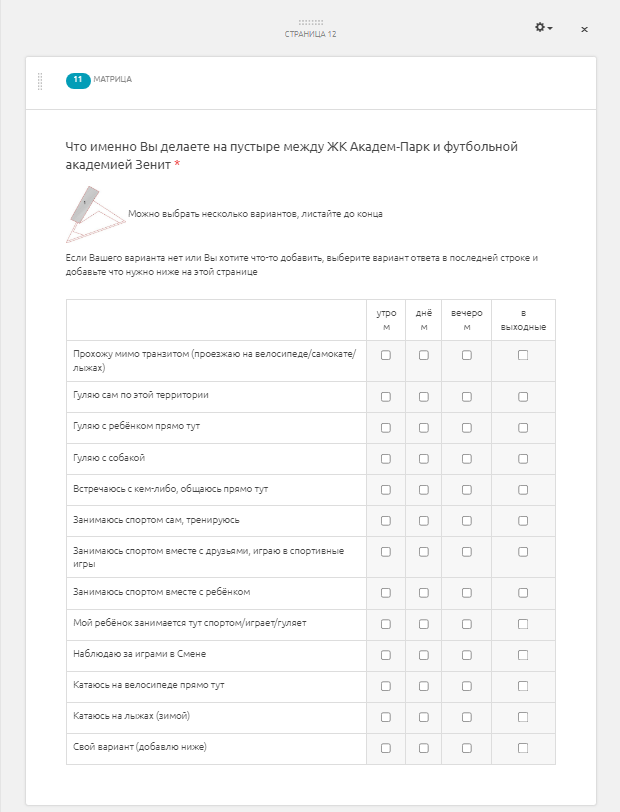 СТРАНИЦА 12
11 МАТРИЦА
Что именно Вы делаете на пустыре между ЖК Академ-Парк и футбольной
академией Зенит *
Можно выбрать несколько вариантов, листайте до конца
Если Вашего варианта нет или Вы хотите что-то добавить, выберите вариант ответа в последней строке и
добавьте что нужно ниже на этой странице
утро днё вечеро в
м м м выходные
Прохожу мимо транзитом (проезжаю на велосипеде/самокате/
лыжах)
Гуляю сам по этой территории
Гуляю с ребёнком прямо тут
Гуляю с собакой
Встречаюсь с кем-либо, общаюсь прямо тут
Занимаюсь спортом сам, тренируюсь
Занимаюсь спортом вместе с друзьями, играю в спортивные
игры
Занимаюсь спортом вместе с ребёнком
Мой ребёнок занимается тут спортом/играет/гуляет
Наблюдаю за играми в Смене
Катаюсь на велосипеде прямо тут
Катаюсь на лыжах (зимой)
Свой вариант (добавлю ниже)